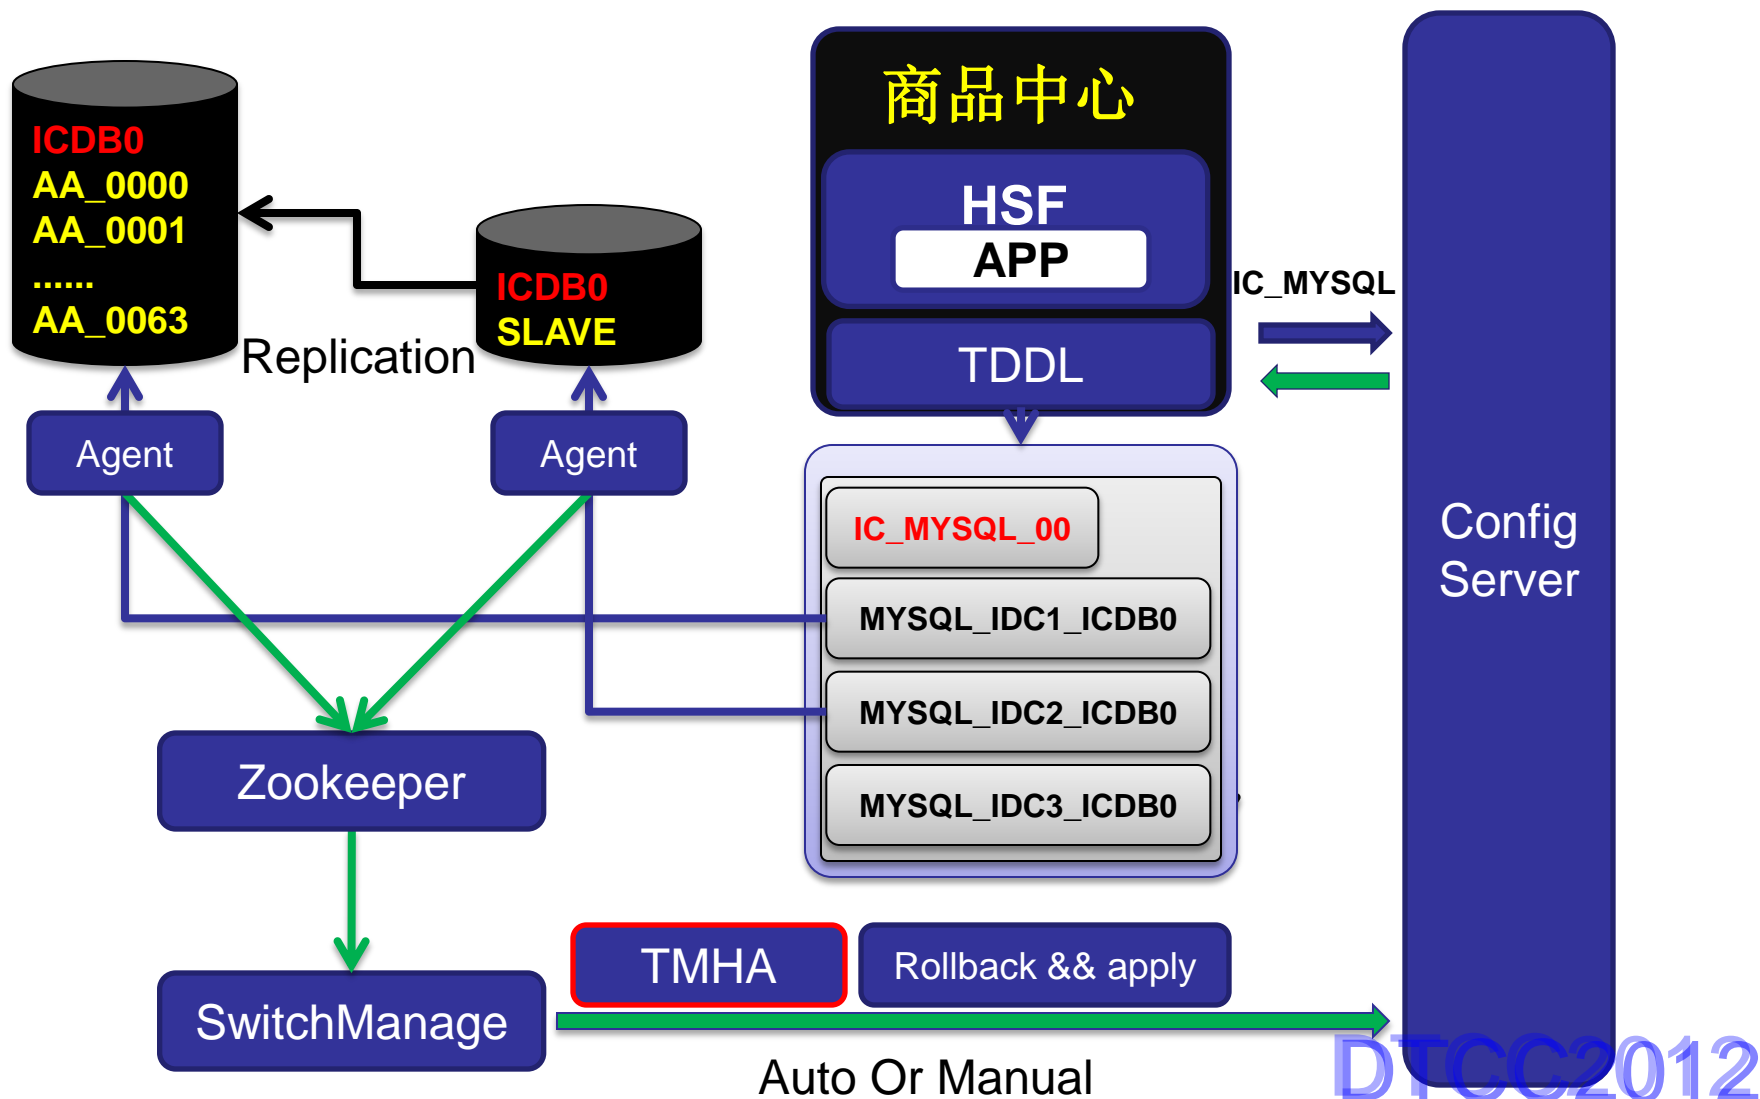 ICDB0
AA_0000
AA_0001
......
AA_0063
Replication
ICDB0
SLAVE
Agent
Agent
Zookeeper
SwitchManage
商品中心
HSF
APP
TDDL
IC_MYSQL
IC_MYSQL_00
MYSQL_IDC1_ICDB0
MYSQL_IDC2_ICDB0
MYSQL_IDC3_ICDB0
TMHA
Rollback && apply
Auto Or Manual
Config
Server
DTCC2012